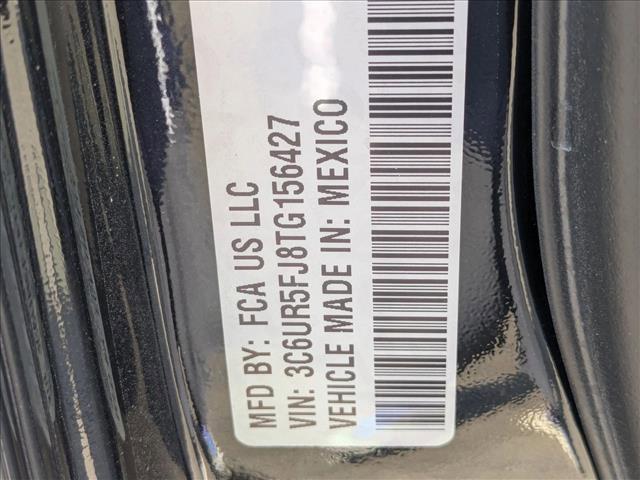 MFD BY: FCA US LLC
VIN: 3C6UR5FJ8TG156427
VEHICLE MADE IN: MEXICO